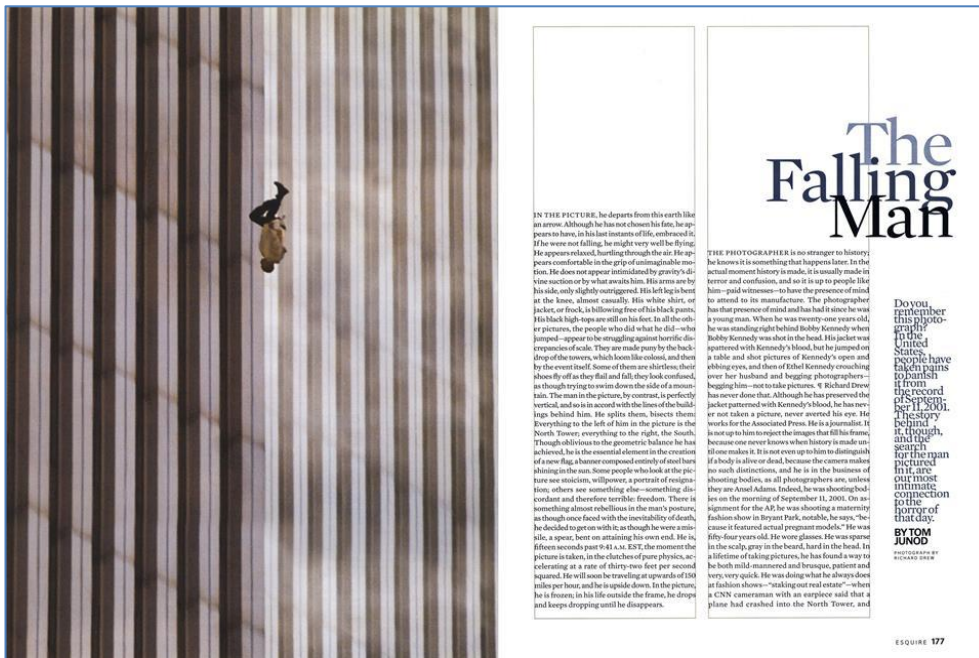 The
Falling
Man
IN THE PICTURE, he departs from this earth like
an arrow. Although he has not chosen his fate, he ap-
pears to have, in his last instants of life, embraced it.
If he were not falling, he might very well be flying.
He appears relaxed, hurtling through the air. He ap-
pears comfortable in the grip of unimaginable mo-
tion. He does not appear intimidated by gravity's di-
vine suction or by what awaits him. His arms are by
his side, only slightly outriggered. His left leg is bent
at the knee, almost casually. His white shirt, or
jacket, or frock, is billowing free of his black pants.
His black high-tops are still on his feet. In all the oth-
er pictures, the people who did what he did—who
jumped—appear to be struggling against horrific dis-
crepancies of scale. They are made puny by the back-
drop of the towers, which loom like colossi, and then
by the event itself. Some of them are shirtless; their
shoes fly off as they flail and fall; they look confused,
as though trying to swim down the side of a moun-
tain. The man in the picture, by contrast, is perfectly
vertical, and so is in accord with the lines of the build-
ings behind him. He splits them, bisects them:
Everything to the left of him in the picture is the
North Tower; everything to the right, the South.
Though oblivious to the geometric balance he has
achieved, he is the essential element in the creation
of a new flag, a banner composed entirely of steel bars
shining in the sun. Some people who look at the pic-
ture see stoicism, willpower, a portrait of resigna-
tion; others see something else—something dis-
cordant and therefore terrible: freedom. There is
something almost rebellious in the man's posture,
as though once faced with the inevitability of death,
he decided to get on with it; as though he were a mis-
sile, a spear, bent on attaining his own end. He is,
fifteen seconds past 9:41 A.M. EST, the moment the
picture is taken, in the clutches of pure physics, ac-
celerating at a rate of thirty-two feet per second
squared. He will soon be traveling at upwards of 150
miles per hour, and he is upside down. In the picture,
he is frozen; in his life outside the frame, he drops
and keeps dropping until he disappears.
THE PHOTOGRAPHER is no stranger to history;
he knows it is something that happens later. In the
actual moment history is made, it is usually made in
terror and confusion, and so it is up to people like
him—paid witnesses—to have the presence of mind
to attend to its manufacture. The photographer
has that presence of mind and has had it since he was
a young man. When he was twenty-one years old,
he was standing right behind Bobby Kennedy when
Bobby Kennedy was shot in the head. His jacket was
spattered with Kennedy's blood, but he jumped on
a table and shot pictures of Kennedy's open and
ebbing eyes, and then of Ethel Kennedy crouching
over her husband and begging photographers—
begging him—not to take pictures. ¶ Richard Drew
has never done that. Although he has preserved the
jacket patterned with Kennedy's blood, he has nev-
er not taken a picture, never averted his eye. He
works for the Associated Press. He is a journalist. It
is not up to him to reject the images that fill his frame,
because one never knows when history is made un-
til one makes it. It is not even up to him to distinguish
if a body is alive or dead, because the camera makes
no such distinctions, and he is in the business of
shooting bodies, as all photographers are, unless
they are Ansel Adams. Indeed, he was shooting bod-
ies on the morning of September 11, 2001. On as-
signment for the AP, he was shooting a maternity
fashion show in Bryant Park, notable, he says, "be-
cause it featured actual pregnant models." He was
fifty-four years old. He wore glasses. He was sparse
in the scalp, gray in the beard, hard in the head. In
a lifetime of taking pictures, he has found a way to
be both mild-mannered and brusque, patient and
very, very quick. He was doing what he always does
at fashion shows—"staking out real estate"—when
a CNN cameraman with an earpiece said that a
plane had crashed into the North Tower, and
Do you
remember
this photo-
graph?
In the
United
States,
people have
taken pains
to banish
it from
the record
of Septem-
ber 11, 2001.
The story
behind
it, though,
and the
search
for the man
pictured
in it, are
our most
intimate
connection
to the
horror of
that day.
BY TOM
JUNOD
PHOTOGRAPH BY
RICHARD DREW
ESQUIRE 177